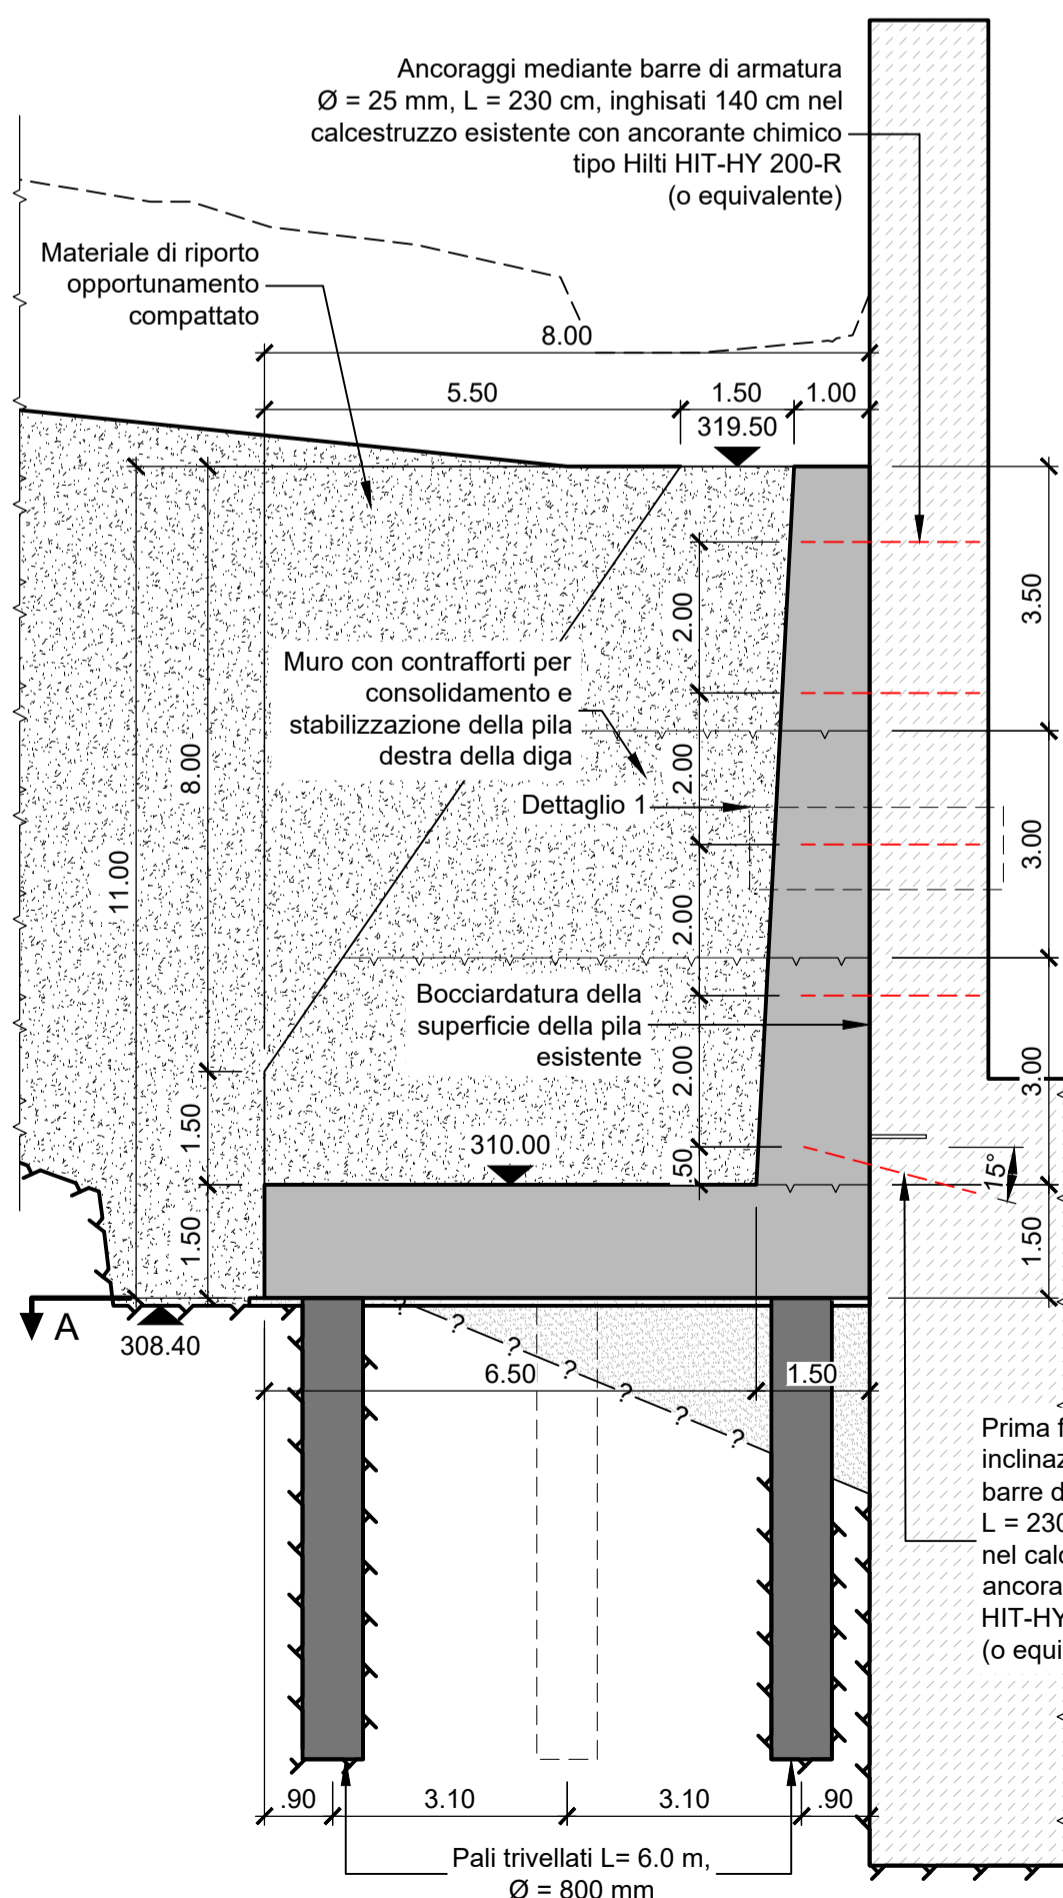 Ancoraggi mediante barre di armatura
Ø = 25 mm, L = 230 cm, inghisati 140 cm nel
calcestruzzo esistente con ancorante chimico
tipo Hilti HIT-HY 200-R
(o equivalente)
Materiale di riporto
opportunamento
compattato
8.00
5.50
1.50
1.00
319.50
3.50
2.00
Muro con contrafforti per
consolidamento e
stabilizzazione della pila
destra della diga
8.00
2.00
Dettaglio 1
3.00
11.00
2.00
Bocciardatura della
superficie della pila
esistente
2.00
3.00
1.50
310.00
.50
15°
1.50
1.50
A
308.40
?
?
?
?
?
?
?
6.50
1.50
Prima f
inclinaz
barre d
L = 230
nel calc
ancora
HIT-HY
(o equi
.90
3.10
3.10
.90
Pali trivellati L= 6.0 m,
Ø = 800 mm